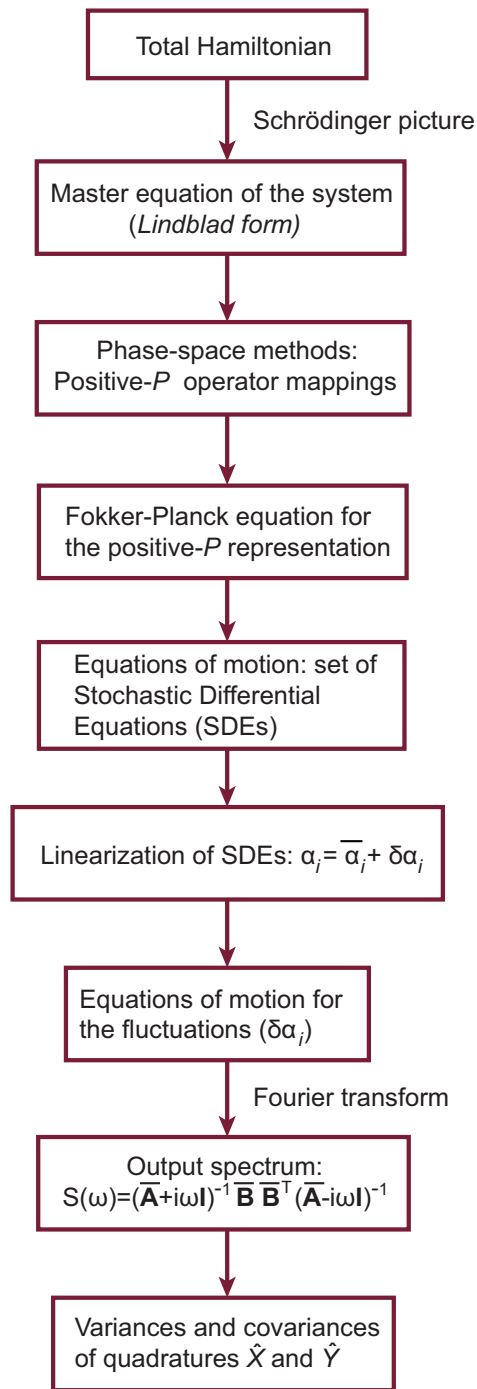 Total Hamiltonian
Schrödinger picture
Master equation of the system
(Lindblad form)
Phase-space methods:
Positive-P operator mappings
Fokker-Planck equation for
the positive-P representation
Equations of motion: set of
Stochastic Differential
Equations (SDEs)
Linearization of SDEs: αᵢ = α̅ᵢ + δαᵢ
Equations of motion for
the fluctuations (δαᵢ)
Fourier transform
Output spectrum:
S(ω)=(A̅+iωI)⁻¹ B̅ B̅ᵀ (A̅-iωI)⁻¹
Variances and covariances
of quadratures X̂ and Ŷ